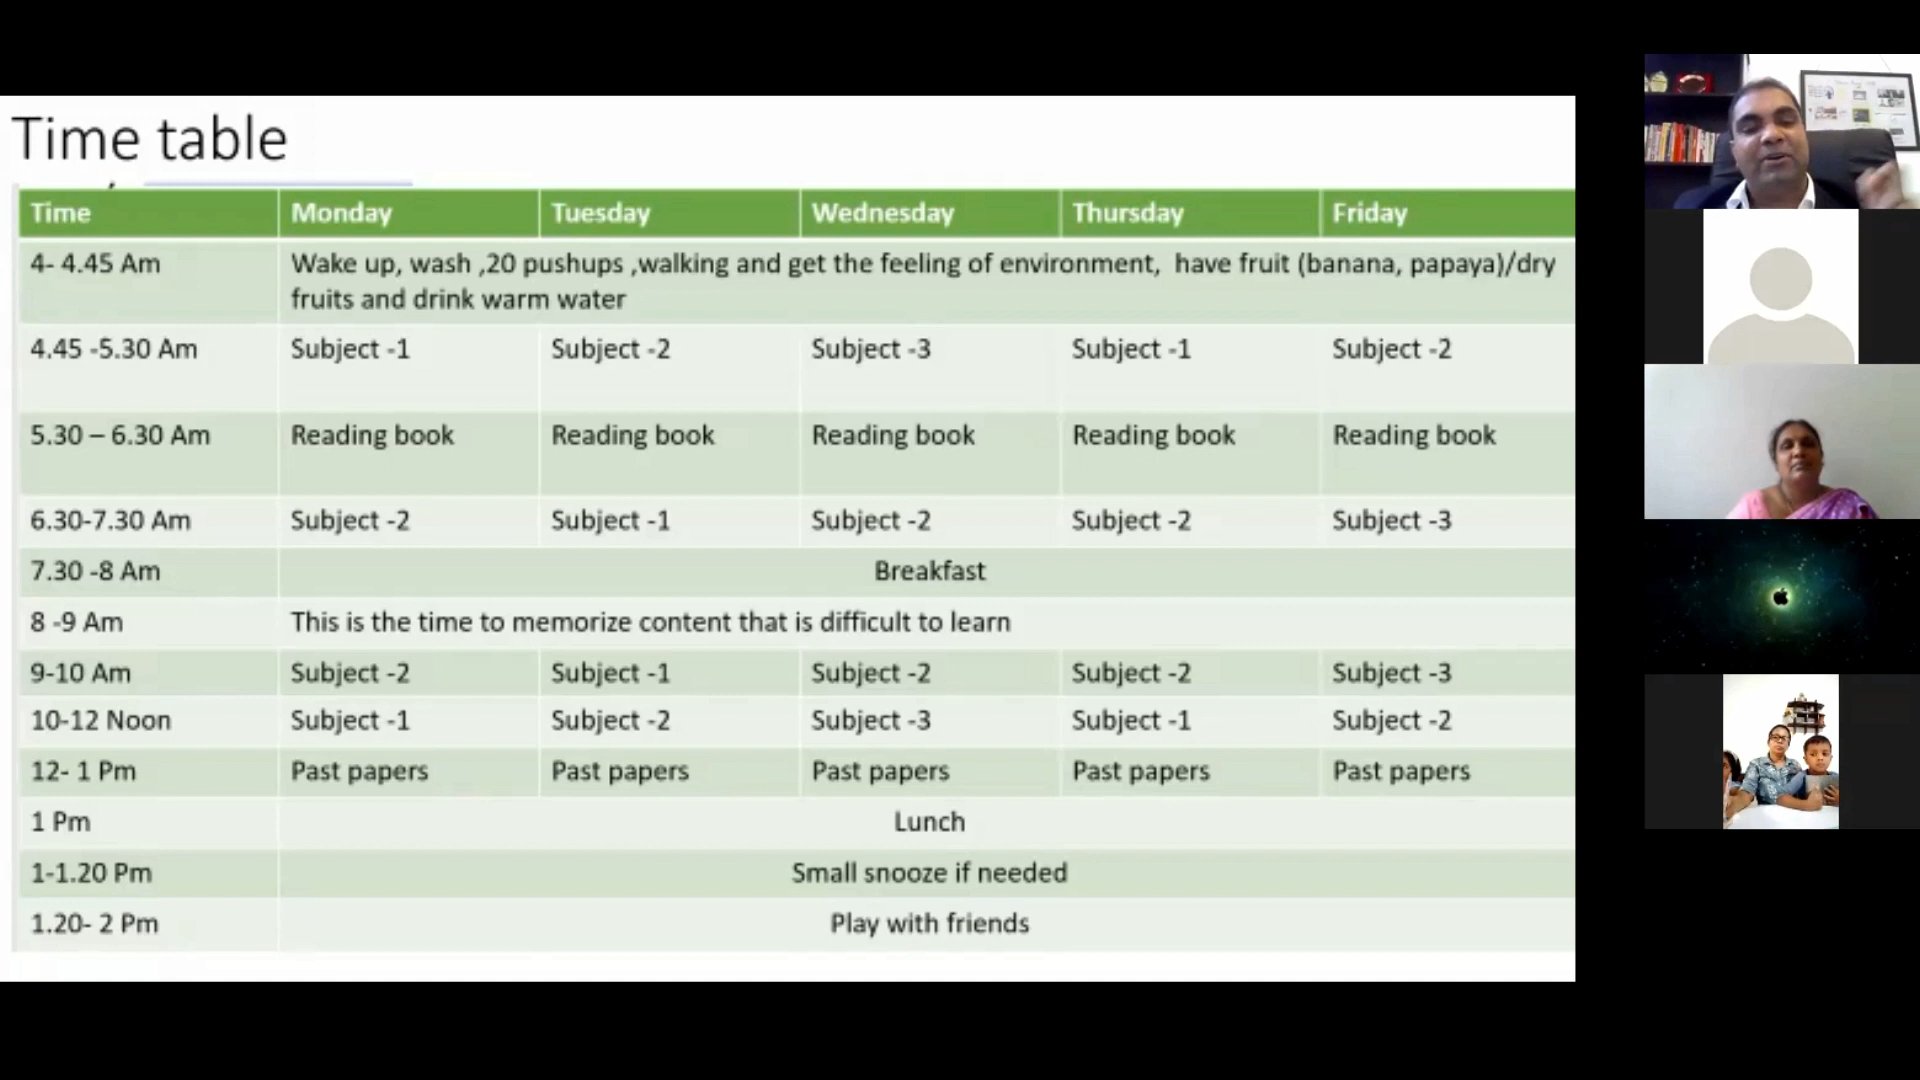 Time table
Time Monday Tuesday Wednesday Thursday Friday
4- 4.45 Am Wake up, wash ,20 pushups ,walking and get the feeling of environment, have fruit (banana, papaya)/dry
fruits and drink warm water
4.45 -5.30 Am Subject -1 Subject -2 Subject -3 Subject -1 Subject -2
5.30 – 6.30 Am Reading book Reading book Reading book Reading book Reading book
6.30-7.30 Am Subject -2 Subject -1 Subject -2 Subject -2 Subject -3
7.30 -8 Am Breakfast
8 -9 Am This is the time to memorize content that is difficult to learn
9-10 Am Subject -2 Subject -1 Subject -2 Subject -2 Subject -3
10-12 Noon Subject -1 Subject -2 Subject -3 Subject -1 Subject -2
12- 1 Pm Past papers Past papers Past papers Past papers Past papers
1 Pm Lunch
1-1.20 Pm Small snooze if needed
1.20- 2 Pm Play with friends